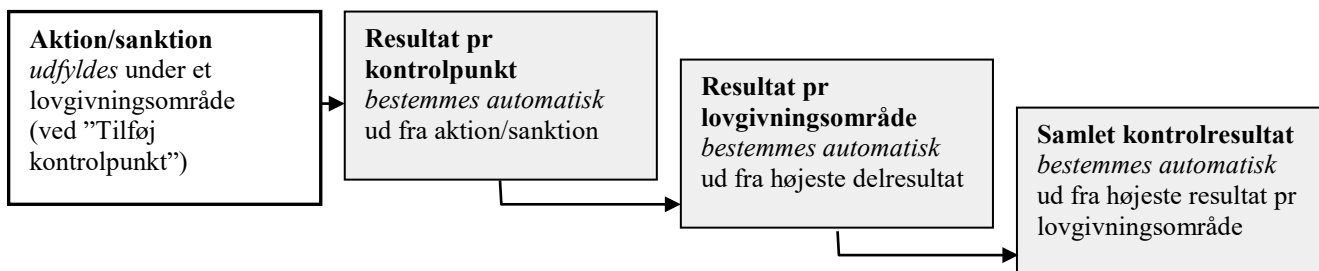 Aktion/sanktion
udfyldes under et
lovgivningsområde
(ved ”Tilføj
kontrolpunkt”)
Resultat pr
kontrolpunkt
bestemmes automatisk
ud fra aktion/sanktion
Resultat pr
lovgivningsområde
bestemmes automatisk
ud fra højeste delresultat
Samlet kontrolresultat
bestemmes automatisk
ud fra højeste resultat pr
lovgivningsområde